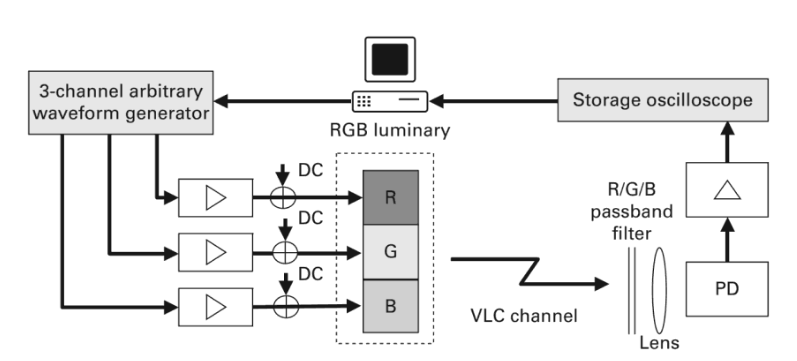 3-channel arbitrary
waveform generator
RGB luminary
Storage oscilloscope
DC
R
DC
G
DC
B
VLC channel
R/G/B
passband
filter
Lens
PD